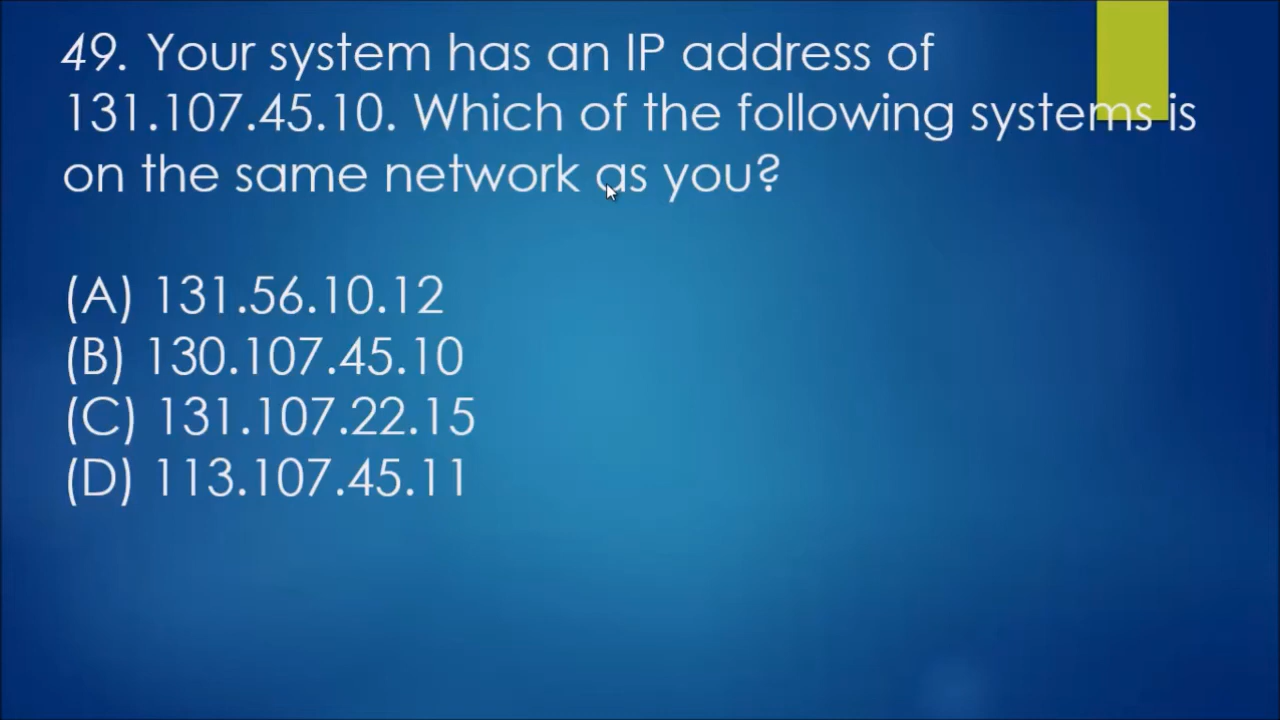 49. Your system has an IP address of
131.107.45.10. Which of the following systems is
on the same network as you?
(A) 131.56.10.12
(B) 130.107.45.10
(C) 131.107.22.15
(D) 113.107.45.11